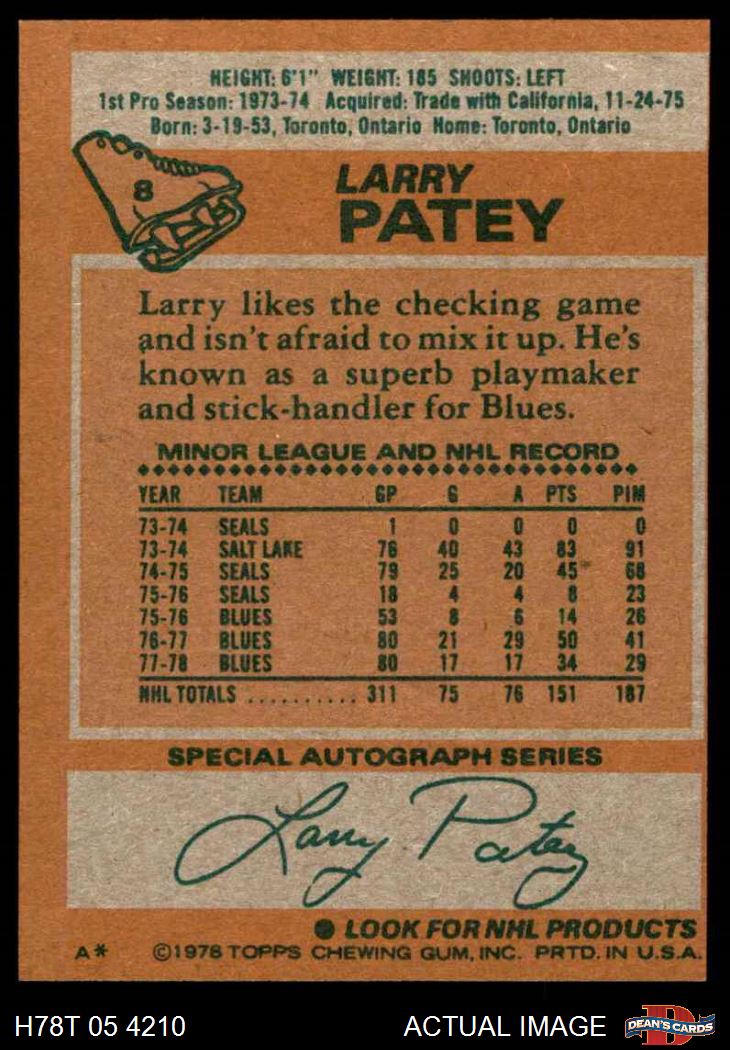 HEIGHT: 6'1" WEIGHT: 185 SHOOTS: LEFT
1st Pro Season: 1973-74 Acquired: Trade with California, 11-24-75
Born: 3-19-53, Toronto, Ontario Home: Toronto, Ontario
8
LARRY
PATEY
Larry likes the checking game
and isn't afraid to mix it up. He's
known as a superb playmaker
and stick-handler for Blues.
MINOR LEAGUE AND NHL RECORD
YEAR TEAM GP G A PTS PIM
73-74 SEALS 1 0 0 0 0
73-74 SALT LAKE 76 40 43 83 91
74-75 SEALS 79 25 20 45 68
75-76 SEALS 18 4 4 8 23
75-76 BLUES 53 8 6 14 26
76-77 BLUES 80 21 29 50 41
77-78 BLUES 80 17 17 34 29
NHL TOTALS .......... 311 75 76 151 187
SPECIAL AUTOGRAPH SERIES
Larry Patey
● LOOK FOR NHL PRODUCTS
A* ©1978 TOPPS CHEWING GUM, INC. PRTD. IN U.S.A.
H78T 05 4210 ACTUAL IMAGE D DEAN'S CARDS